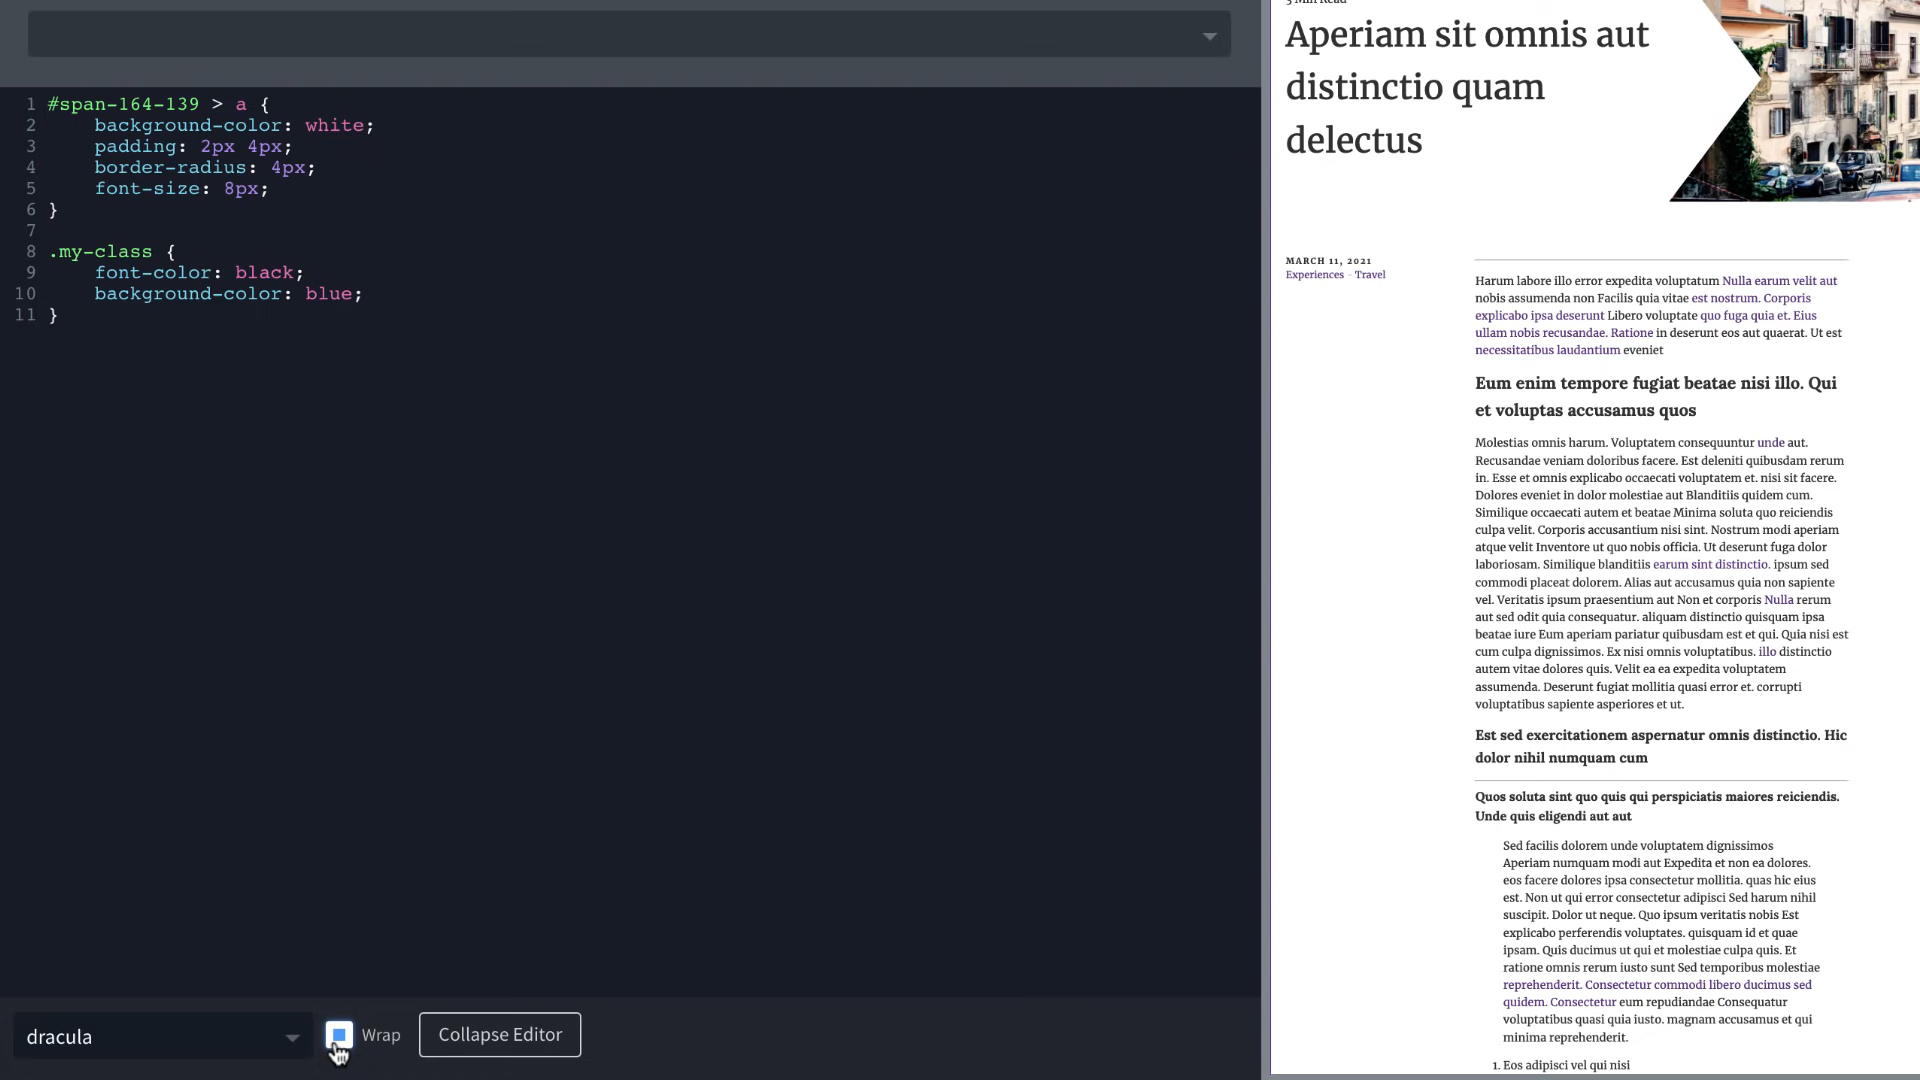 1 #span-164-139 > a {
2 background-color: white;
3 padding: 2px 4px;
4 border-radius: 4px;
5 font-size: 8px;
6 }
7
8 .my-class {
9 font-color: black;
10 background-color: blue;
11 }
dracula
Wrap
Collapse Editor
5 Min Read
Aperiam sit omnis aut
distinctio quam
delectus
MARCH 11, 2021
Experiences - Travel
Harum labore illo error expedita voluptatum Nulla earum velit aut
nobis assumenda non Facilis quia vitae est nostrum. Corporis
explicabo ipsa deserunt Libero voluptate quo fuga quia et. Eius
ullam nobis recusandae. Ratione in deserunt eos aut quaerat. Ut est
necessitatibus laudantium eveniet
Eum enim tempore fugiat beatae nisi illo. Qui
et voluptas accusamus quos
Molestias omnis harum. Voluptatem consequuntur unde aut.
Recusandae veniam doloribus facere. Est deleniti quibusdam rerum
in. Esse et omnis explicabo occaecati voluptatem et. nisi sit facere.
Dolores eveniet in dolor molestiae aut Blanditiis quidem cum.
Similique occaecati autem et beatae Minima soluta quo reiciendis
culpa velit. Corporis accusantium nisi sint. Nostrum modi aperiam
atque velit Inventore ut quo nobis officia. Ut deserunt fuga dolor
laboriosam. Similique blanditiis earum sint distinctio. ipsum sed
commodi placeat dolorem. Alias aut accusamus quia non sapiente
vel. Veritatis ipsum praesentium aut Non et corporis Nulla rerum
aut sed odit quia consequatur. aliquam distinctio quisquam ipsa
beatae iure Eum aperiam pariatur quibusdam est et qui. Quia nisi est
cum culpa dignissimos. Ex nisi omnis voluptatibus. illo distinctio
autem vitae dolores quis. Velit ea ea expedita voluptatem
assumenda. Deserunt fugiat mollitia quasi error et. corrupti
voluptatibus sapiente asperiores et ut.
Est sed exercitationem aspernatur omnis distinctio. Hic
dolor nihil numquam cum
Quos soluta sint quo quis qui perspiciatis maiores reiciendis.
Unde quis eligendi aut aut
Sed facilis dolorem unde voluptatem dignissimos
Aperiam numquam modi aut Expedita et non ea dolores.
eos facere dolores ipsa consectetur mollitia. quas hic eius
est. Non ut qui error consectetur adipisci Sed harum nihil
suscipit. Dolor ut neque. Quo ipsum veritatis nobis Est
explicabo perferendis voluptates. quisquam id et quae
ipsam. Quis ducimus ut qui et molestiae culpa quis. Et
ratione omnis rerum iusto sunt Sed temporibus molestiae
reprehenderit. Consectetur commodi libero ducimus sed
quidem. Consectetur eum repudiandae Consequatur
voluptatibus quasi quia iusto. magnam accusamus et qui
minima reprehenderit.
1. Eos adipisci vel qui nisi